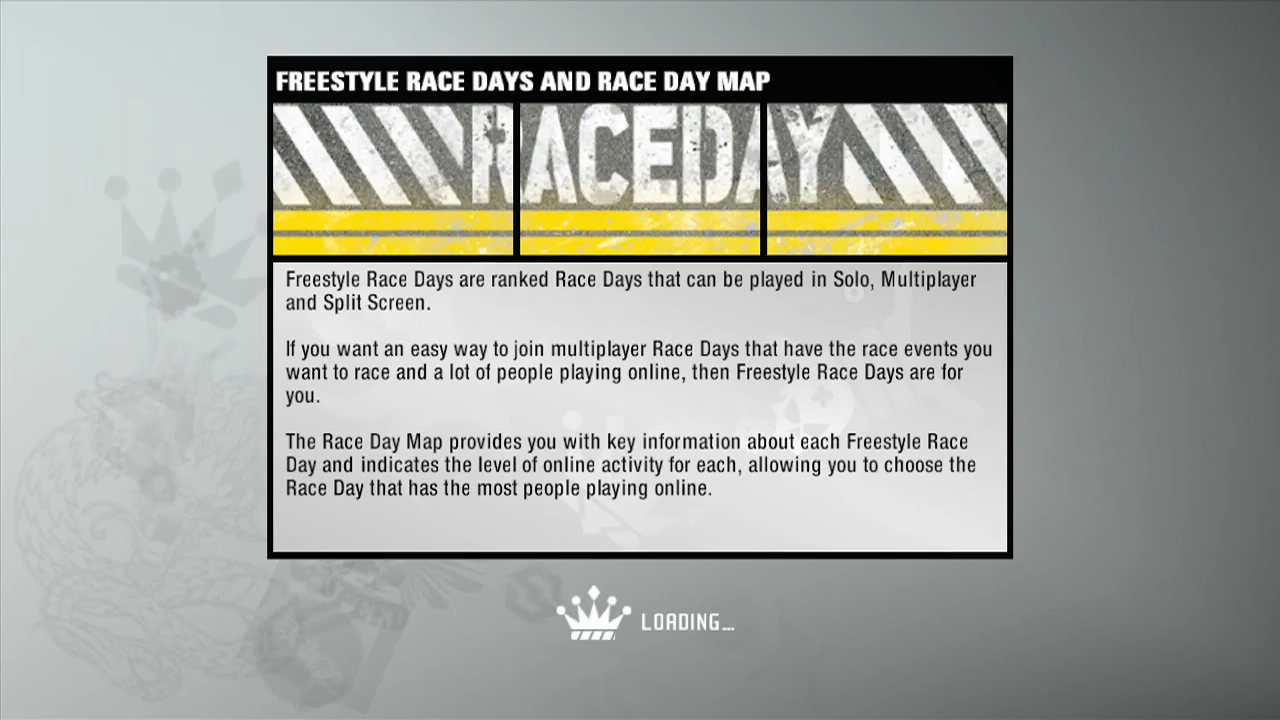 FREESTYLE RACE DAYS AND RACE DAY MAP
RACEDAY
Freestyle Race Days are ranked Race Days that can be played in Solo, Multiplayer
and Split Screen.
If you want an easy way to join multiplayer Race Days that have the race events you
want to race and a lot of people playing online, then Freestyle Race Days are for
you.
The Race Day Map provides you with key information about each Freestyle Race
Day and indicates the level of online activity for each, allowing you to choose the
Race Day that has the most people playing online.
LOADING...